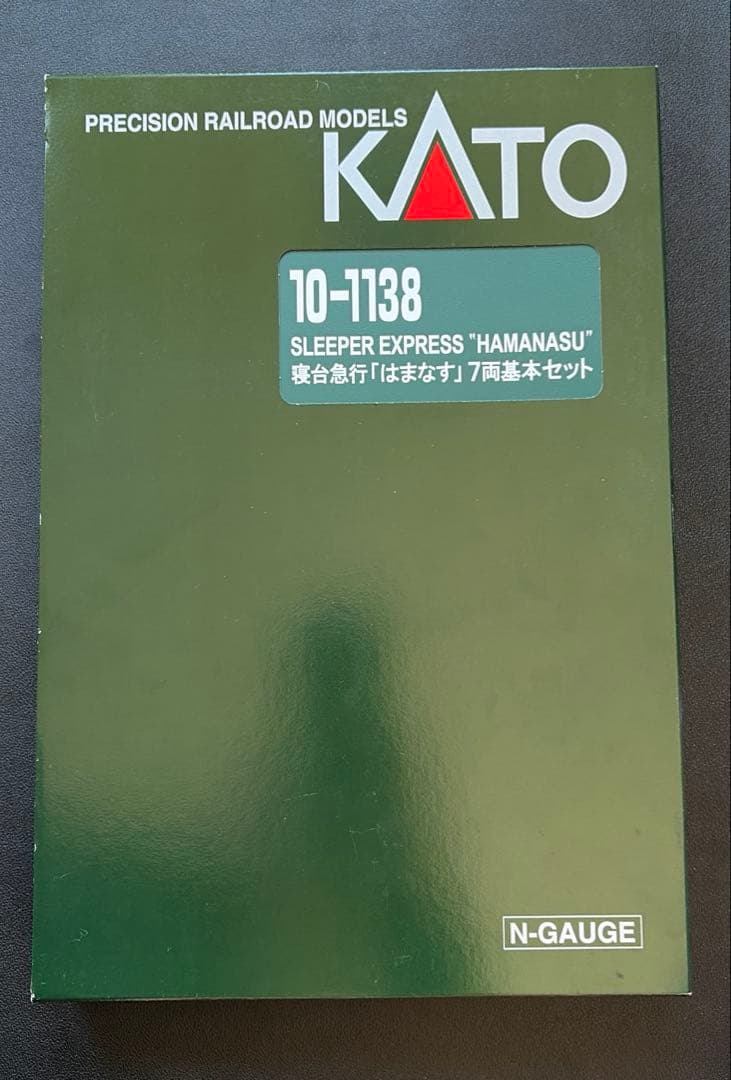 PRECISION RAILROAD MODELS
KATO
10-1138
SLEEPER EXPRESS "HAMANASU"
寝台急行「はまなす」7両基本セット
N-GAUGE